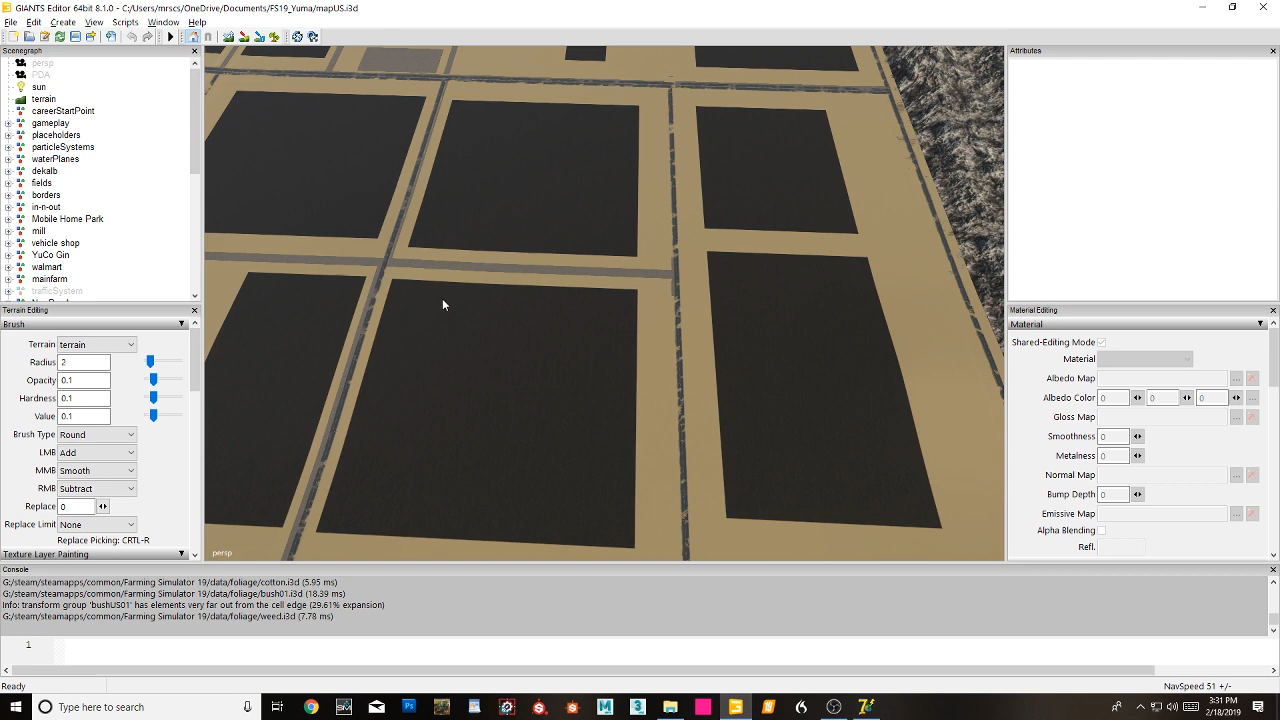 GIANTS Editor 64bit 8.1.0 - C:/Users/mrscs/OneDrive/Documents/FS19_Yuma/mapUS.i3d
File Edit Create View Scripts Window Help
Scenegraph
persp
PDA
sun
terrain
careerStartPoint
gameplay
placeholders
particleSystems
waterPlanes
dekalb
fields
borders
in-n-out
Mobile Home Park
mill
vehicle shop
YuCo Gin
walmart
mainfarm
trafficSystem
Terrain Editing
Brush
Terrain terrain
Radius 2
Opacity 0.1
Hardness 0.1
Value 0.1
Brush Type Round
LMB Add
MMB Smooth
RMB Subtract
Replace 0
Replace Limit None
Replace Picking: CRTL-R
Texture Layer Painting
persp
Attributes
Material Editing
Material
Shared-Editing Mode
Material
Albedo Map
Albedo Color 0 0 0
Gloss Map
Smoothness 0
Metalness 0
Normal Map
Bump Depth 0
Emissive Map
Alpha Blending
Refl.
Console
G:/steam/steamapps/common/Farming Simulator 19/data/foliage/cotton.i3d (5.95 ms)
G:/steam/steamapps/common/Farming Simulator 19/data/foliage/bush01.i3d (18.39 ms)
Info: transform group 'bushUS01' has elements very far out from the cell edge (29.61% expansion)
G:/steam/steamapps/common/Farming Simulator 19/data/foliage/weed.i3d (7.78 ms)
1
Ready
NavSpeed 51 +/-
Type here to search
3:31 PM
2/18/2019